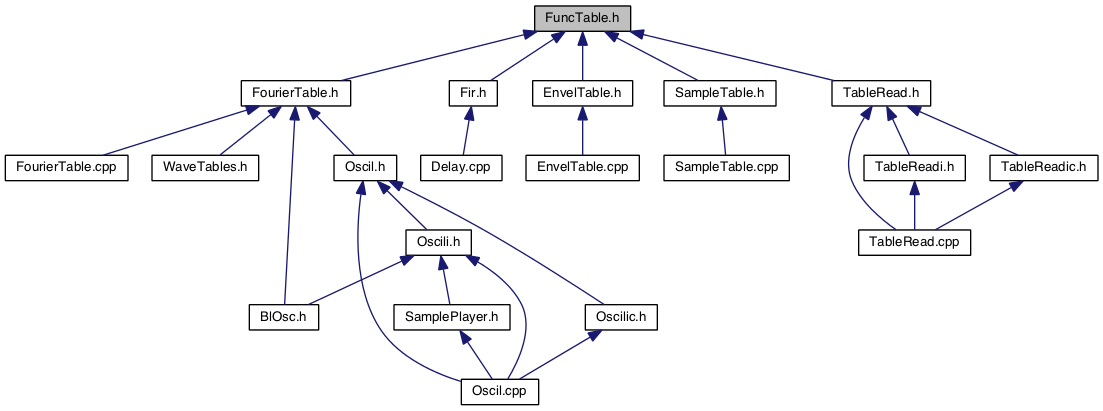 FuncTable.h
FourierTable.h
Fir.h
EnvelTable.h
SampleTable.h
TableRead.h
FourierTable.cpp
WaveTables.h
Oscil.h
Delay.cpp
EnvelTable.cpp
SampleTable.cpp
TableReadi.h
TableReadic.h
Oscili.h
TableRead.cpp
BlOsc.h
SamplePlayer.h
Oscilic.h
Oscil.cpp